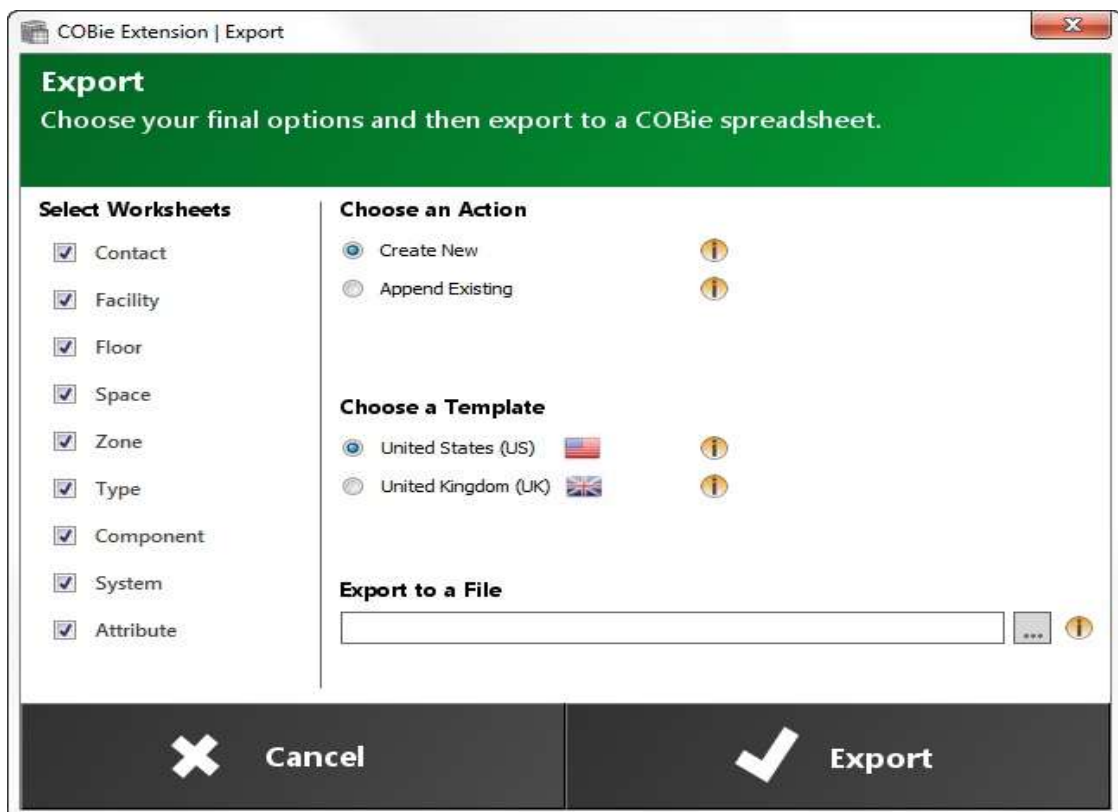 COBie Extension | Export
Export
Choose your final options and then export to a COBie spreadsheet.
Select Worksheets
Contact
Facility
Floor
Space
Zone
Type
Component
System
Attribute
Choose an Action
Create New
Append Existing
Choose a Template
United States (US)
United Kingdom (UK)
Export to a File
...
Cancel
Export